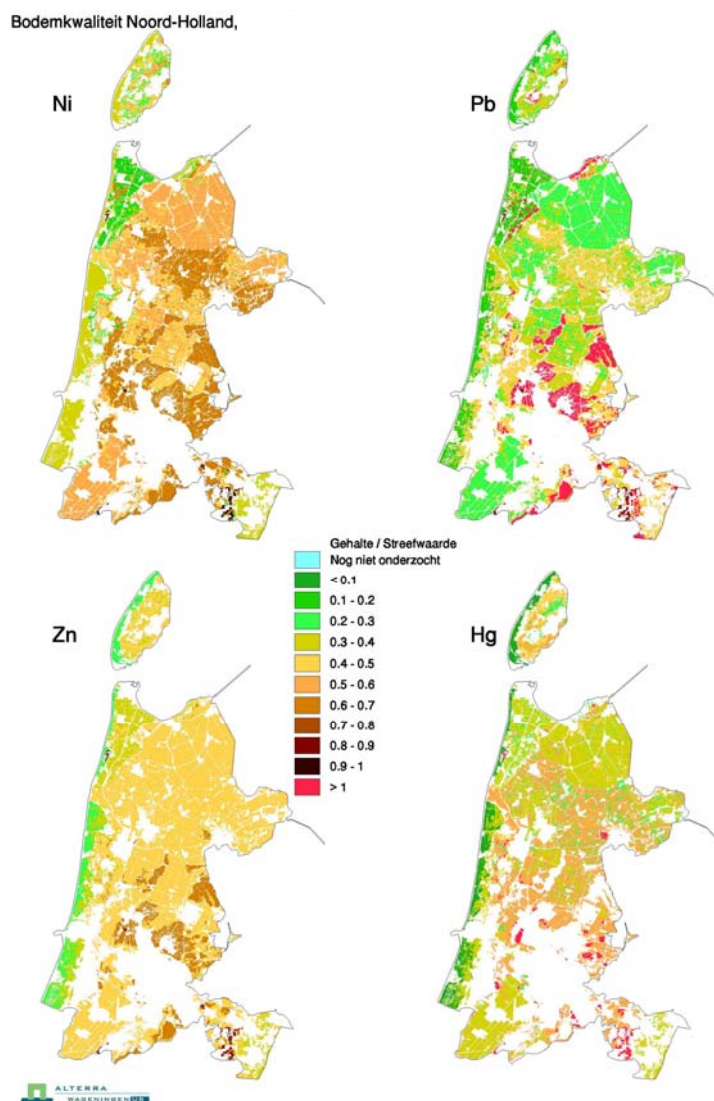 Bodemkwaliteit Noord-Holland,
Ni
Pb
Gehalte / Streefwaarde
Nog niet onderzocht
< 0.1
0.1 - 0.2
0.2 - 0.3
0.3 - 0.4
0.4 - 0.5
0.5 - 0.6
0.6 - 0.7
0.7 - 0.8
0.8 - 0.9
0.9 - 1
> 1
Zn
Hg
ALTERRA
WAGENINGEN UR